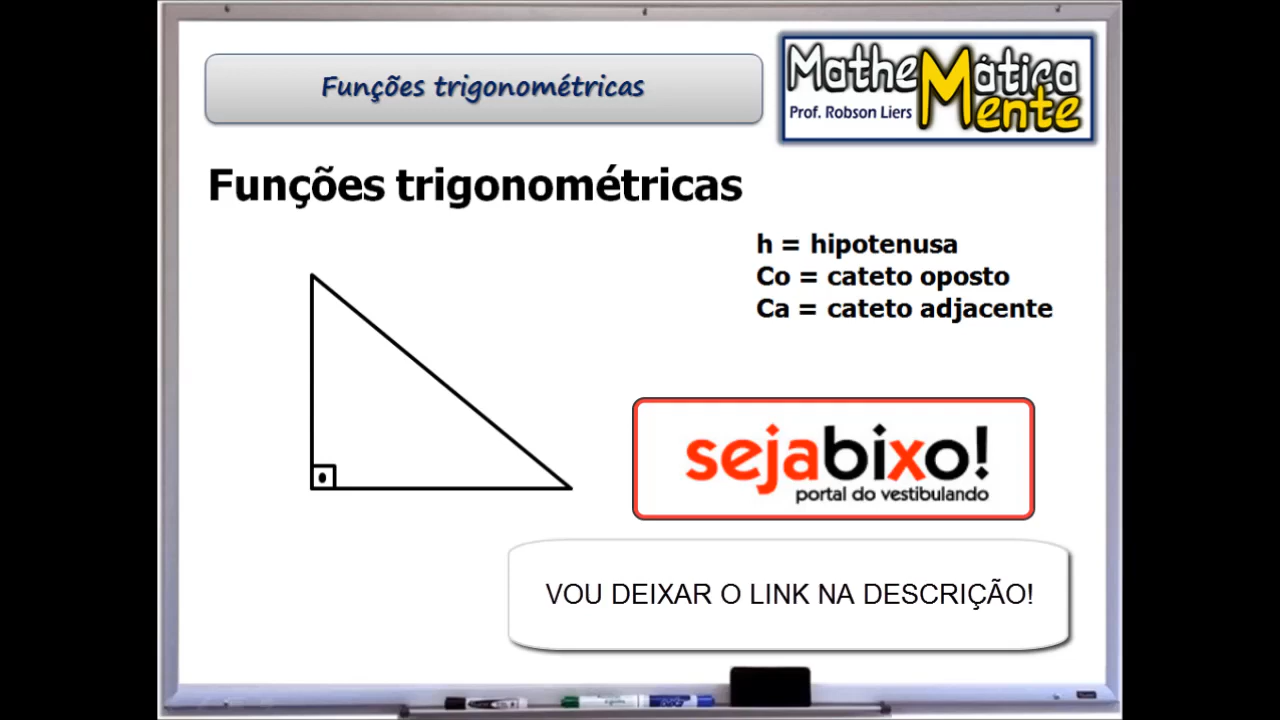 Funções trigonométricas
MatheMática
Mente
Prof. Robson Liers
Funções trigonométricas
h = hipotenusa
Co = cateto oposto
Ca = cateto adjacente
sejabixo!
portal do vestibulando
VOU DEIXAR O LINK NA DESCRIÇÃO!